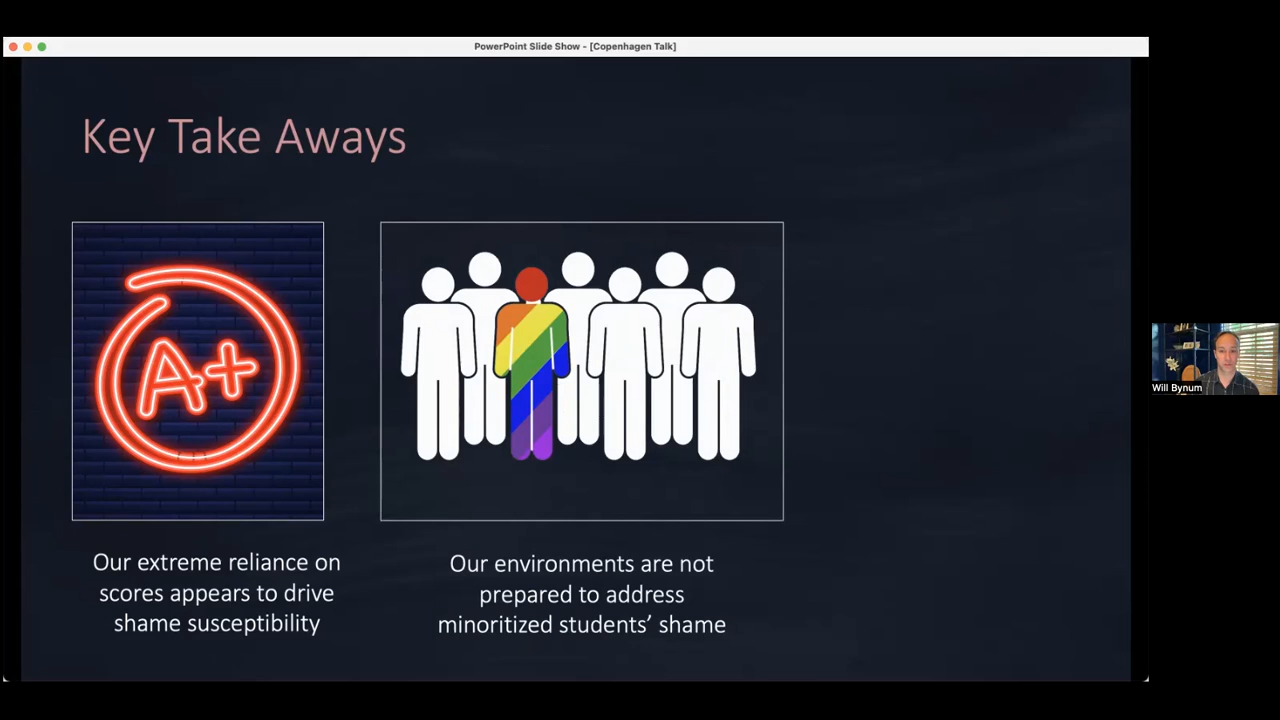 PowerPoint Slide Show - [Copenhagen Talk]
Key Take Aways
A+
Our extreme reliance on
scores appears to drive
shame susceptibility
Our environments are not
prepared to address
minoritized students’ shame
Will Bynum